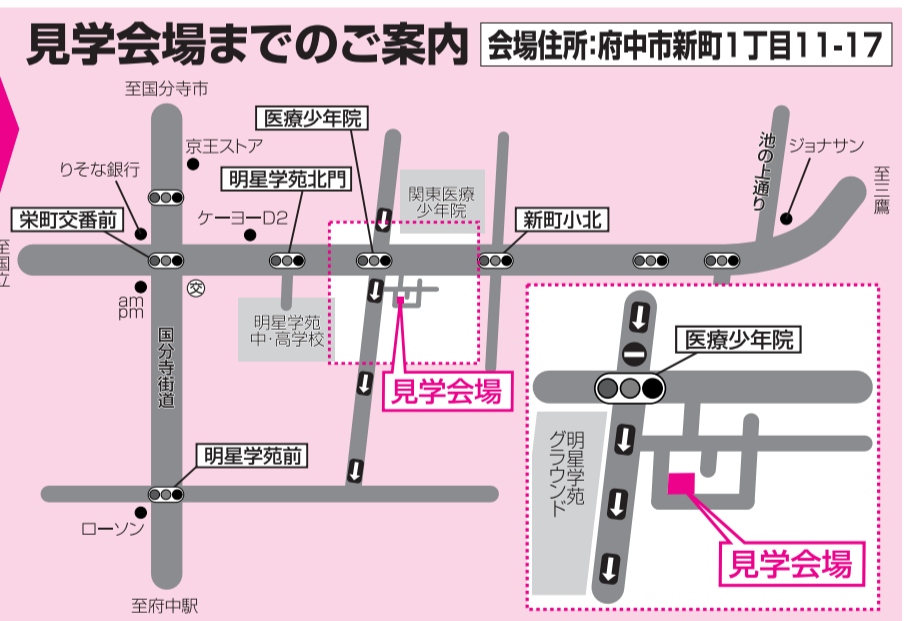 見学会場までのご案内
会場住所:府中市新町1丁目11-17
至国分寺市
医療少年院
京王ストア
りそな銀行
明星学苑北門
関東医療
少年院
池の上通り
ジョナサン
至三鷹
栄町交番前
ケーヨーD2
新町小北
至国立
am
pm
交
明星学苑
中・高学校
国分寺街道
見学会場
医療少年院
明星学苑
グラウンド
明星学苑前
ローソン
見学会場
至府中駅